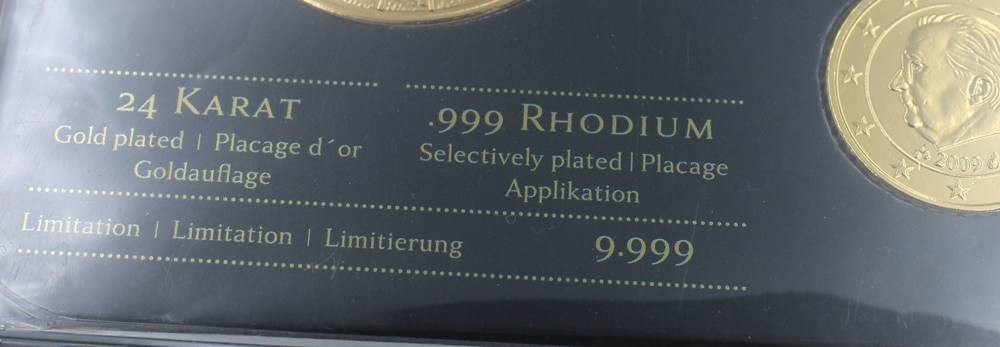 24 KARAT
Gold plated | Placage d´or
Goldauflage
.999 RHODIUM
Selectively plated | Placage
Applikation
Limitation | Limitation | Limitierung
9.999
2009